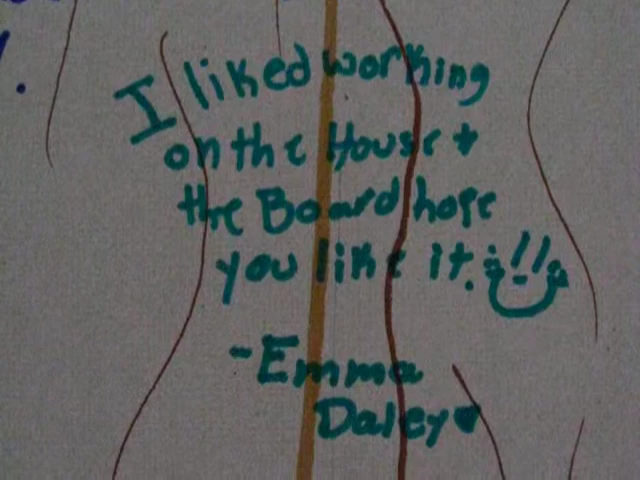 I liked working
on the House +
the Board hope
you like it.
-Emma
Daley